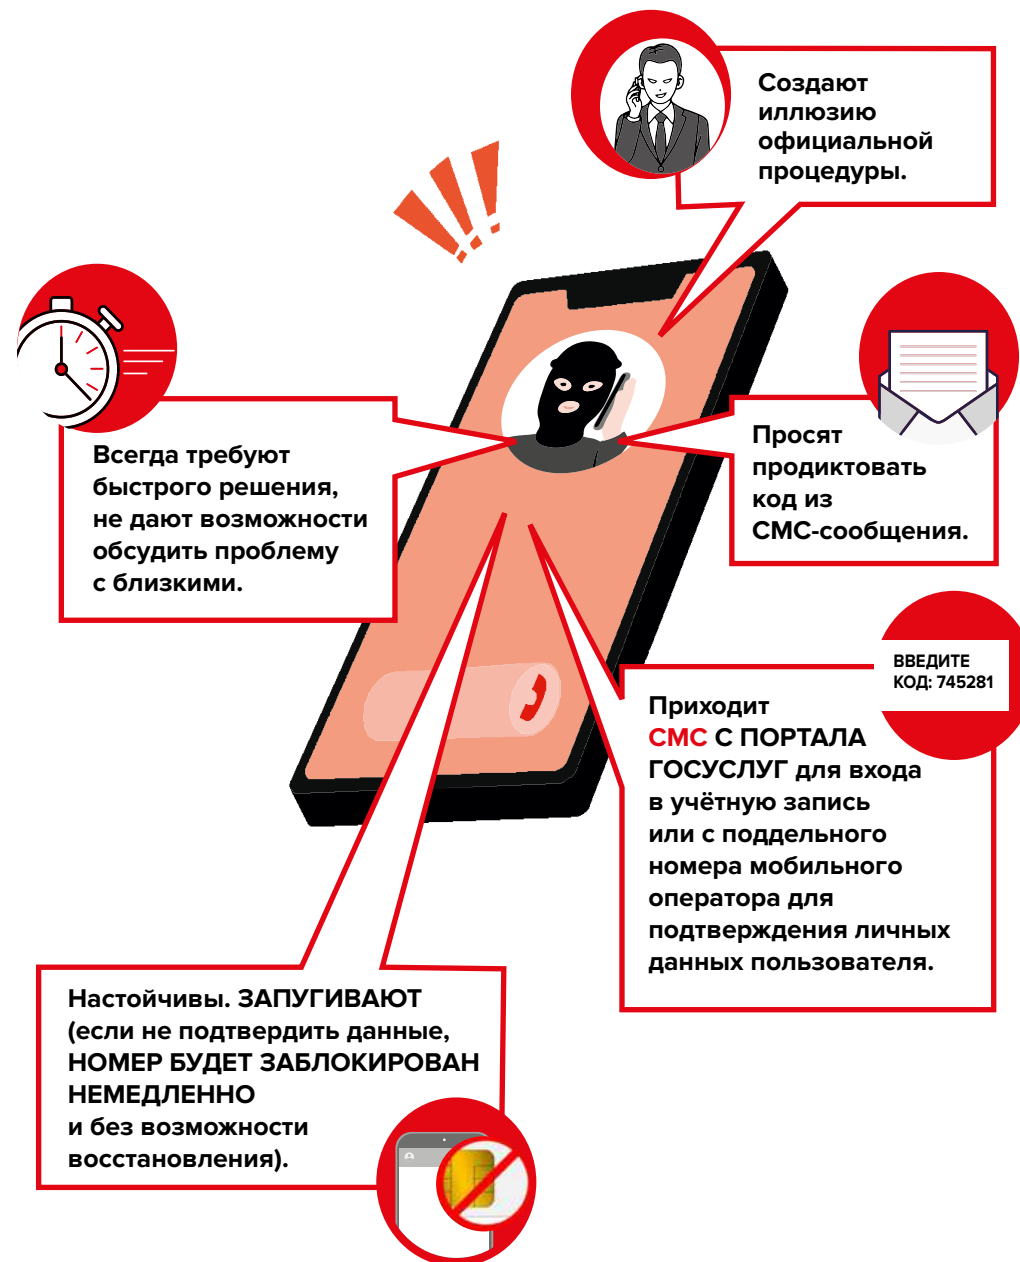 Создают
иллюзию
официальной
процедуры.
Всегда требуют
быстрого решения,
не дают возможности
обсудить проблему
с близкими.
Просят
продиктовать
код из
СМС-сообщения.
ВВЕДИТЕ
КОД: 745281
Приходит
СМС С ПОРТАЛА
ГОСУСЛУГ для входа
в учётную запись
или с поддельного
номера мобильного
оператора для
подтверждения личных
данных пользователя.
Настойчивы. ЗАПУГИВАЮТ
(если не подтвердить данные,
НОМЕР БУДЕТ ЗАБЛОКИРОВАН
НЕМЕДЛЕННО
и без возможности
восстановления).